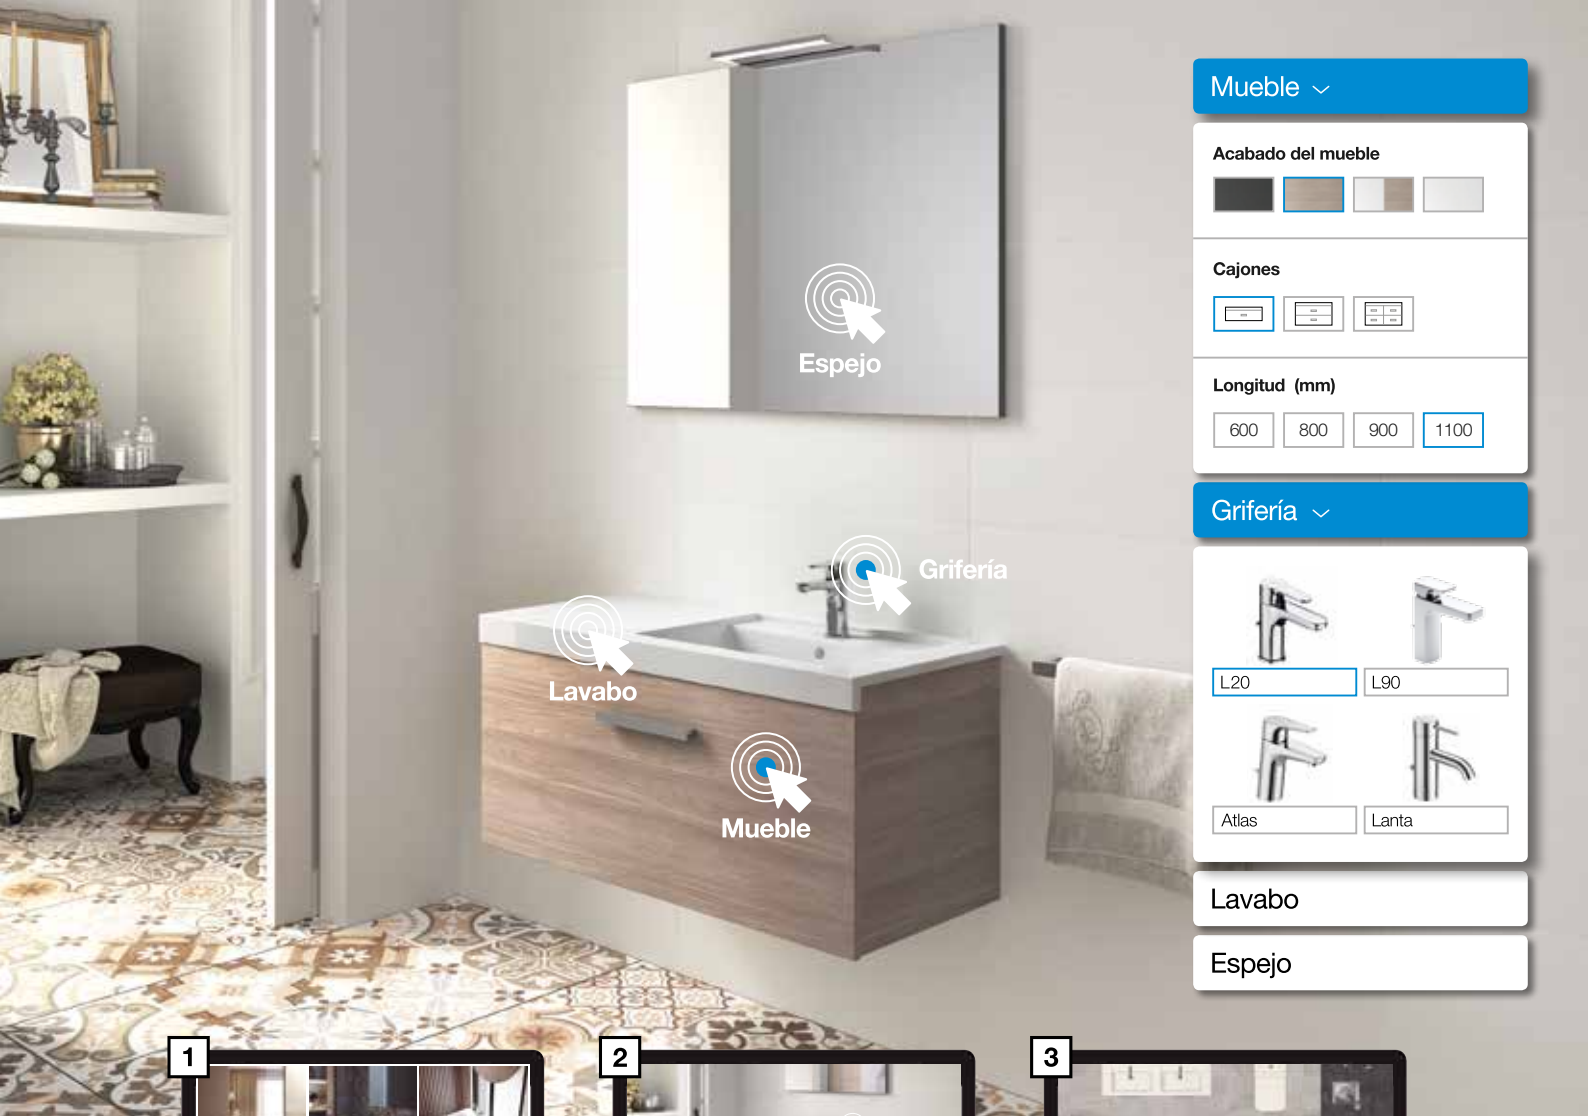 Mueble
Acabado del mueble
Cajones
Longitud (mm)
600 800 900 1100
Grifería
L20 L90
Atlas Lanta
Lavabo
Espejo
Espejo
Grifería
Lavabo
Mueble
1 2 3